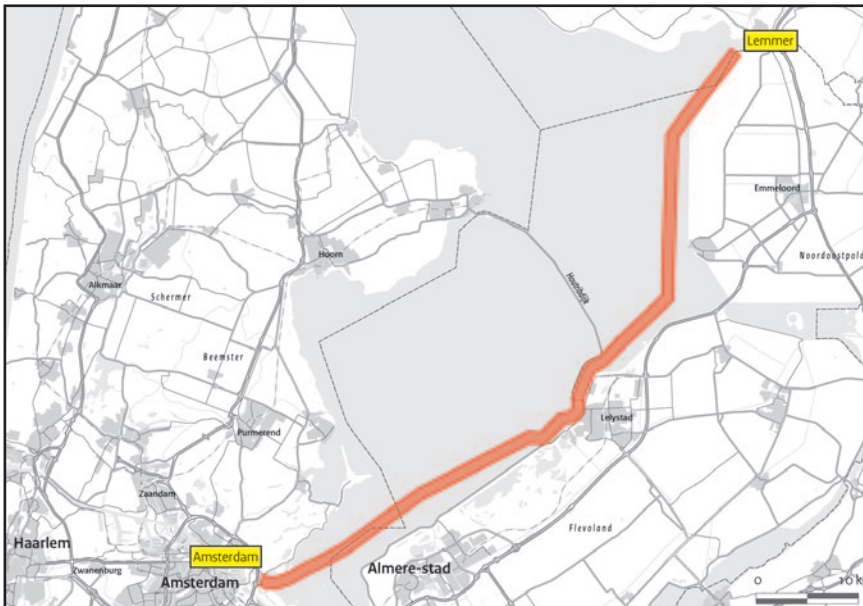 Lemmer
Emmeloord
Noordoostpold
Hoorn
Houtribdijk
Alkmaar
Schermer
Beemster
Purmerend
Lelystad
Zaandam
Flevoland
Haarlem
Amsterdam
Zwanenburg
Amsterdam
Almere-stad
0 10 k